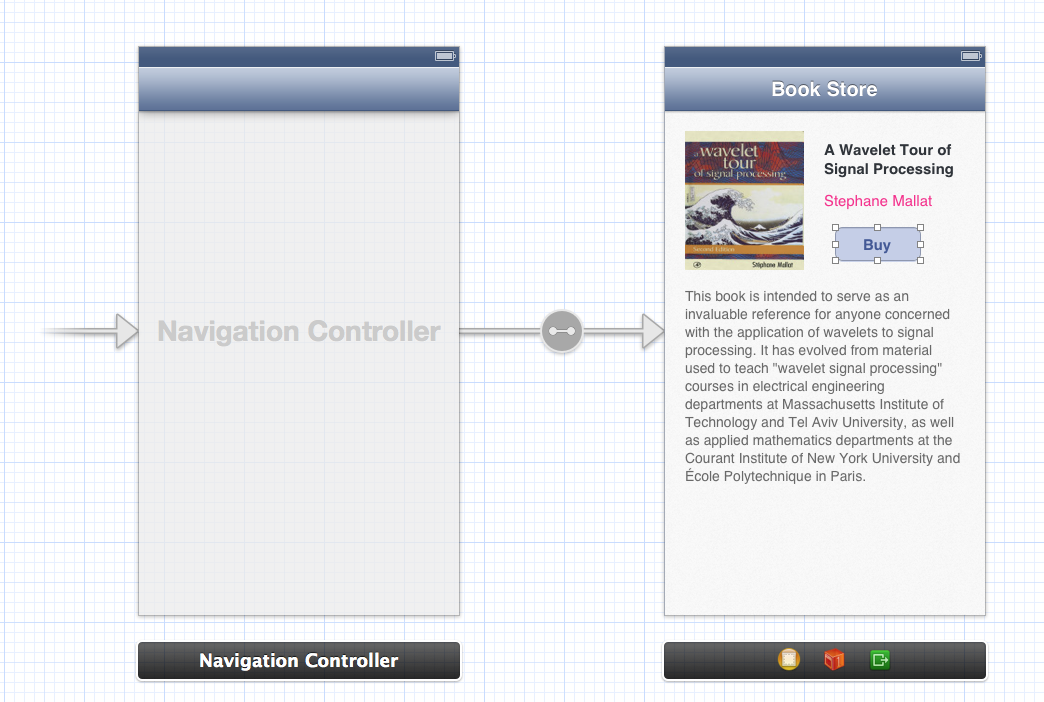 Navigation Controller
Navigation Controller
Book Store
a wavelet
tour
of signal processing
Second Edition
Stéphane Mallat
A Wavelet Tour of
Signal Processing
Stephane Mallat
Buy
This book is intended to serve as an
invaluable reference for anyone concerned
with the application of wavelets to signal
processing. It has evolved from material
used to teach "wavelet signal processing"
courses in electrical engineering
departments at Massachusetts Institute of
Technology and Tel Aviv University, as well
as applied mathematics departments at the
Courant Institute of New York University and
École Polytechnique in Paris.